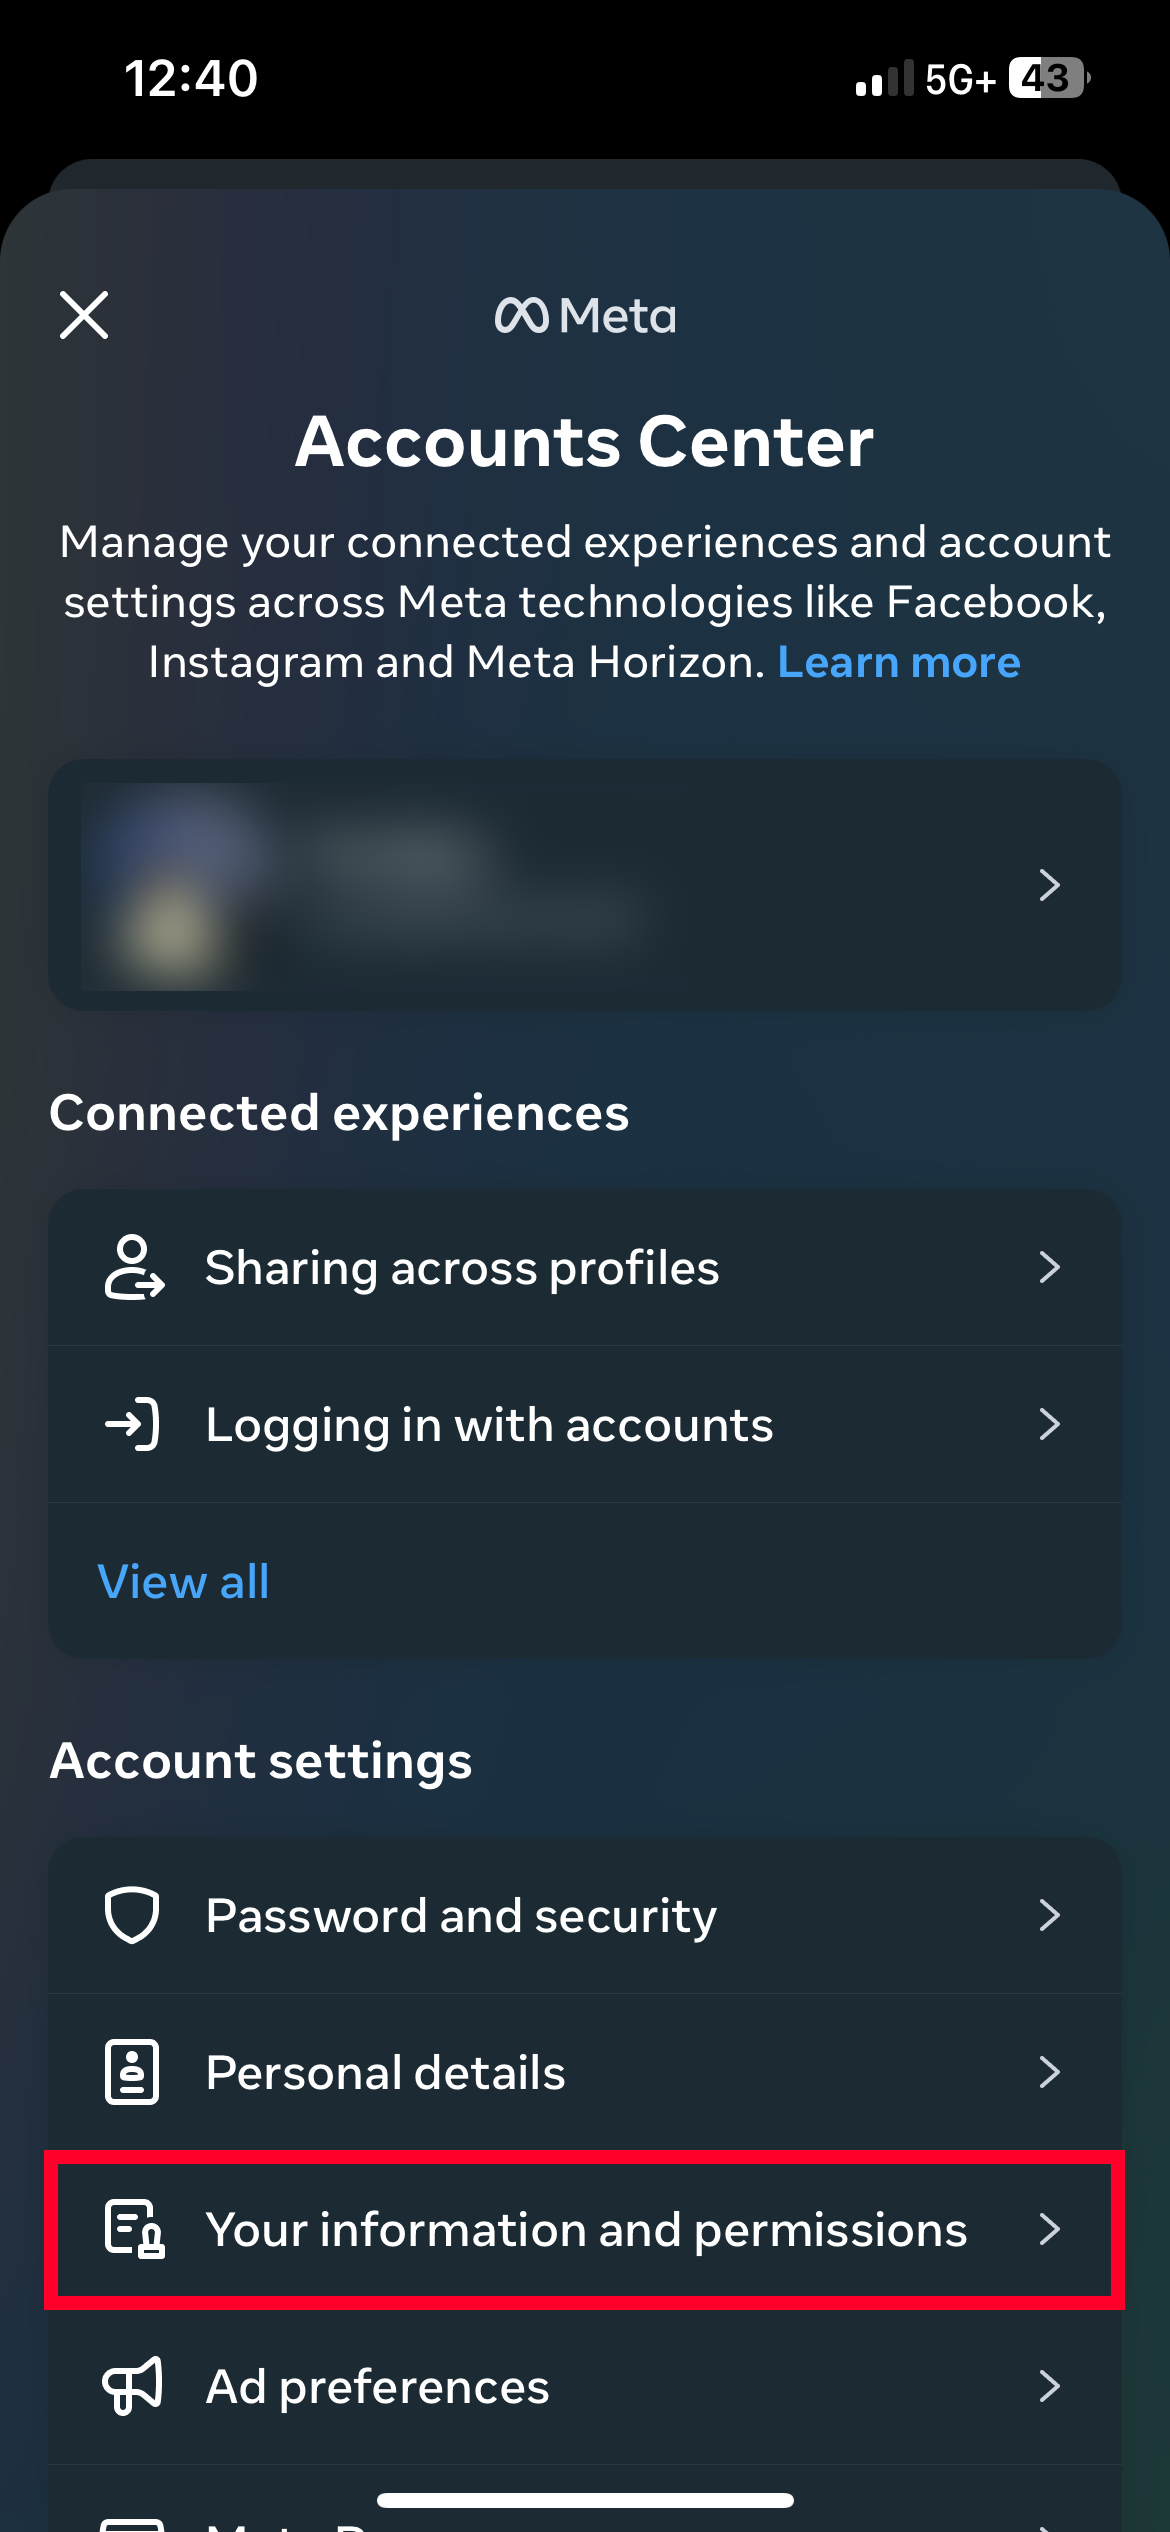 12:40
5G+ 43
Meta
Accounts Center
Manage your connected experiences and account
settings across Meta technologies like Facebook,
Instagram and Meta Horizon. Learn more
Connected experiences
Sharing across profiles
Logging in with accounts
View all
Account settings
Password and security
Personal details
Your information and permissions
Ad preferences